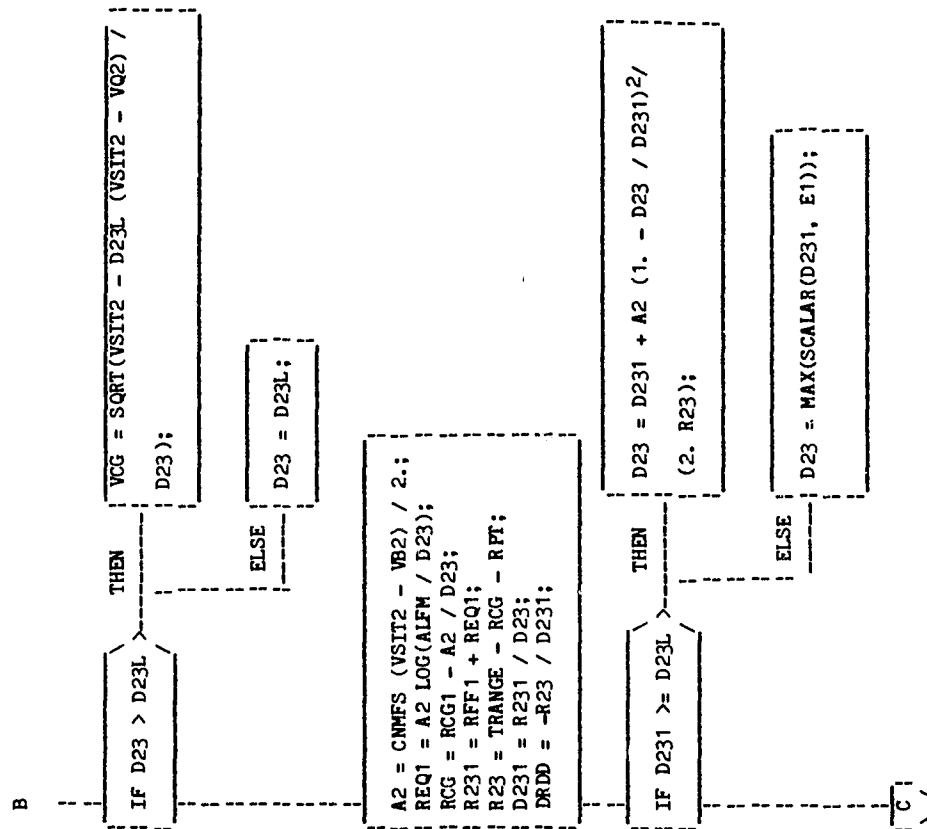 B
IF D23 > D23L
THEN
VCG = SQRT(VSIT2 - D23L (VSIT2 - VQ2) /
D23);
ELSE
D23 = D23L;
A2 = CNMFS (VSIT2 - VB2) / 2.;
REQ1 = A2 LOG(ALFM / D23);
RCG = RCG1 - A2 / D23;
R231 = RFF1 + REQ1;
R23 = TRANGE - RCG - RPT;
D231 = R231 / D23;
DRDD = -R23 / D231;
IF D231 >= D23L
THEN
D23 = D231 + A2 (1. - D23 / D231)2/
(2. R23);
ELSE
D23 = MAX(SCALAR(D231, E1));
C